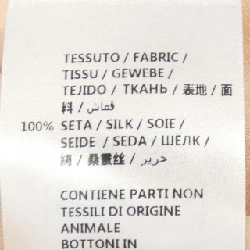 TESSUTO / FABRIC /
TISSU / GEWEBE /
TEJIDO / ТКАНЬ / 表地 / 面
料 / قماش /
100% SETA / SILK / SOIE /
SEIDE / SEDA / ШЕЛК /
絹 / 桑蚕丝 / حرير /
CONTIENE PARTI NON
TESSILI DI ORIGINE
ANIMALE
BOTTONI IN